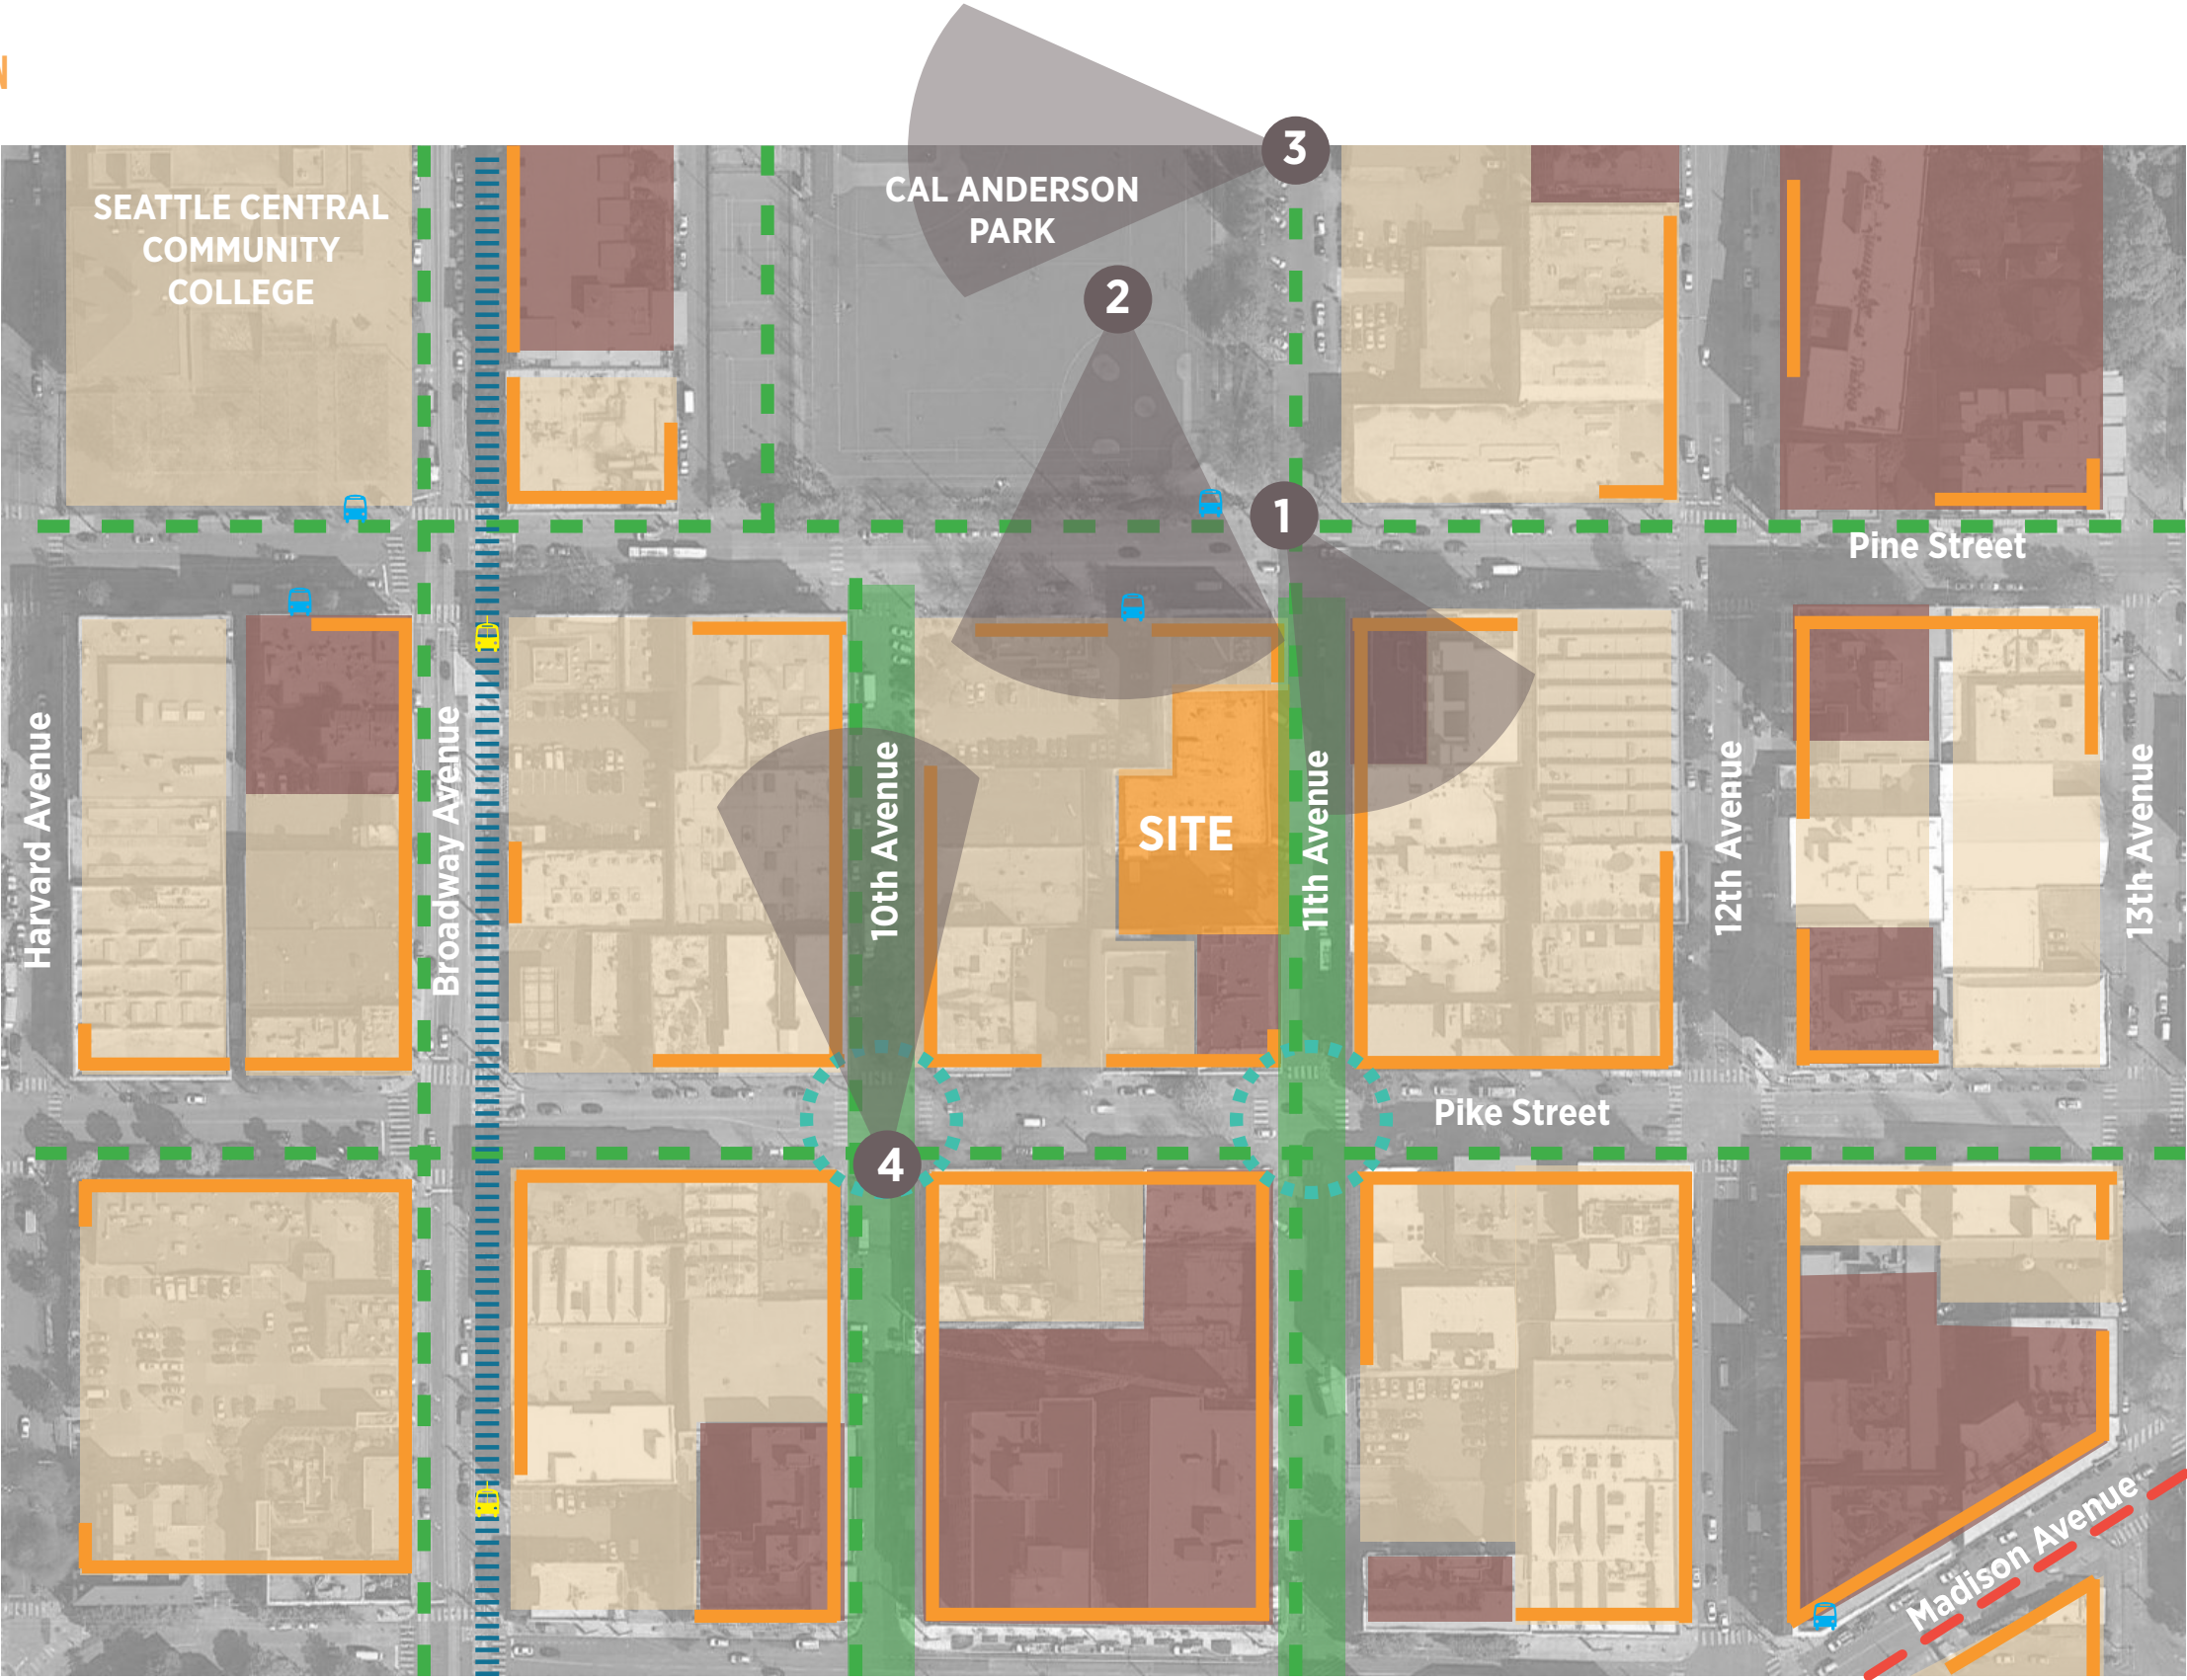 N
3
CAL ANDERSON
PARK
SEATTLE CENTRAL
COMMUNITY
COLLEGE
2
1
Pine Street
Harvard Avenue
Broadway Avenue
10th Avenue
SITE
11th Avenue
12th Avenue
13th Avenue
Pike Street
4
Madison Avenue